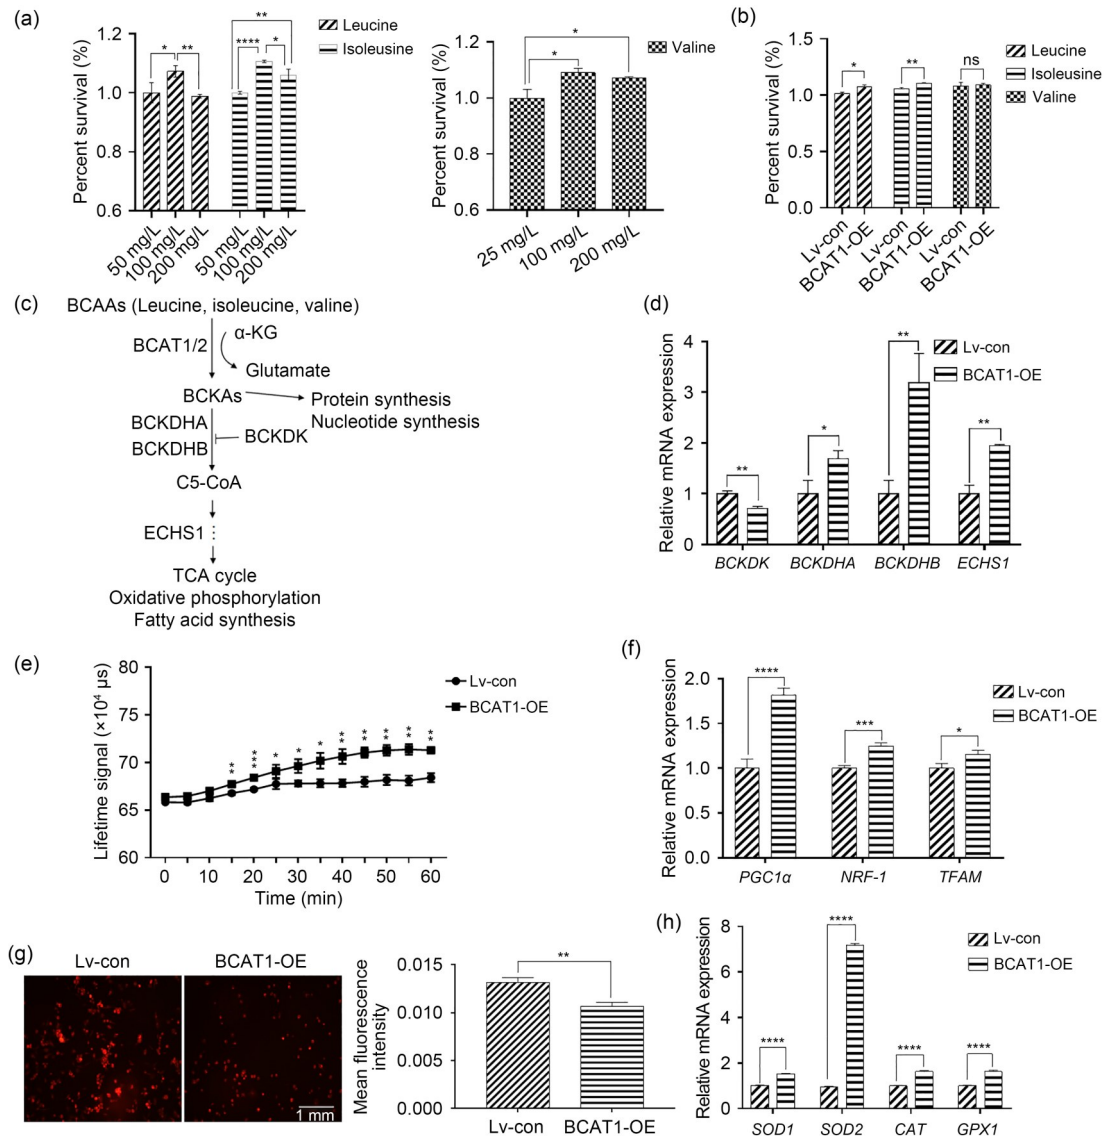 (a)
Percent survival (%)
1.4
1.2
1.0
0.8
0.6
* ** **** * **
Leucine
Isoleusine
50 mg/L
100 mg/L
200 mg/L
50 mg/L
100 mg/L
200 mg/L
Percent survival (%)
1.2
1.0
0.8
0.6
* *
Valine
25 mg/L
100 mg/L
200 mg/L
(b)
Percent survival (%)
1.5
1.0
0.5
0.0
* ** ns
Leucine
Isoleusine
Valine
Lv-con
BCAT1-OE
Lv-con
BCAT1-OE
Lv-con
BCAT1-OE
(c)
BCAAs (Leucine, isoleucine, valine)
α-KG
BCAT1/2
Glutamate
BCKAs
Protein synthesis
Nucleotide synthesis
BCKDHA
BCKDHB
BCKDK
C5-CoA
ECHS1
TCA cycle
Oxidative phosphorylation
Fatty acid synthesis
(d)
Relative mRNA expression
4
3
2
1
0
** * ** **
Lv-con
BCAT1-OE
BCKDK BCKDHA BCKDHB ECHS1
(e)
Lifetime signal (×10⁴ μs)
80
75
70
65
60
** *** * * * ** ** ** ** **
Lv-con
BCAT1-OE
0 10 20 30 40 50 60
Time (min)
(f)
Relative mRNA expression
2.0
1.5
1.0
0.5
0.0
**** *** *
Lv-con
BCAT1-OE
PGC1α NRF-1 TFAM
(g)
Lv-con BCAT1-OE
1 mm
Mean fluorescence
intensity
0.015
0.010
0.005
0.000
**
Lv-con BCAT1-OE
(h)
Relative mRNA expression
8
6
4
2
0
**** **** **** ****
Lv-con
BCAT1-OE
SOD1 SOD2 CAT GPX1